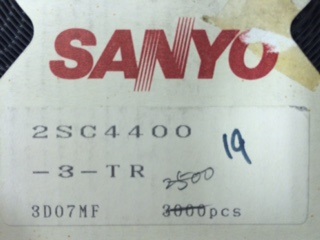 SANYO
2SC4400 19
-3-TR 2500
3D07MF 3000pcs